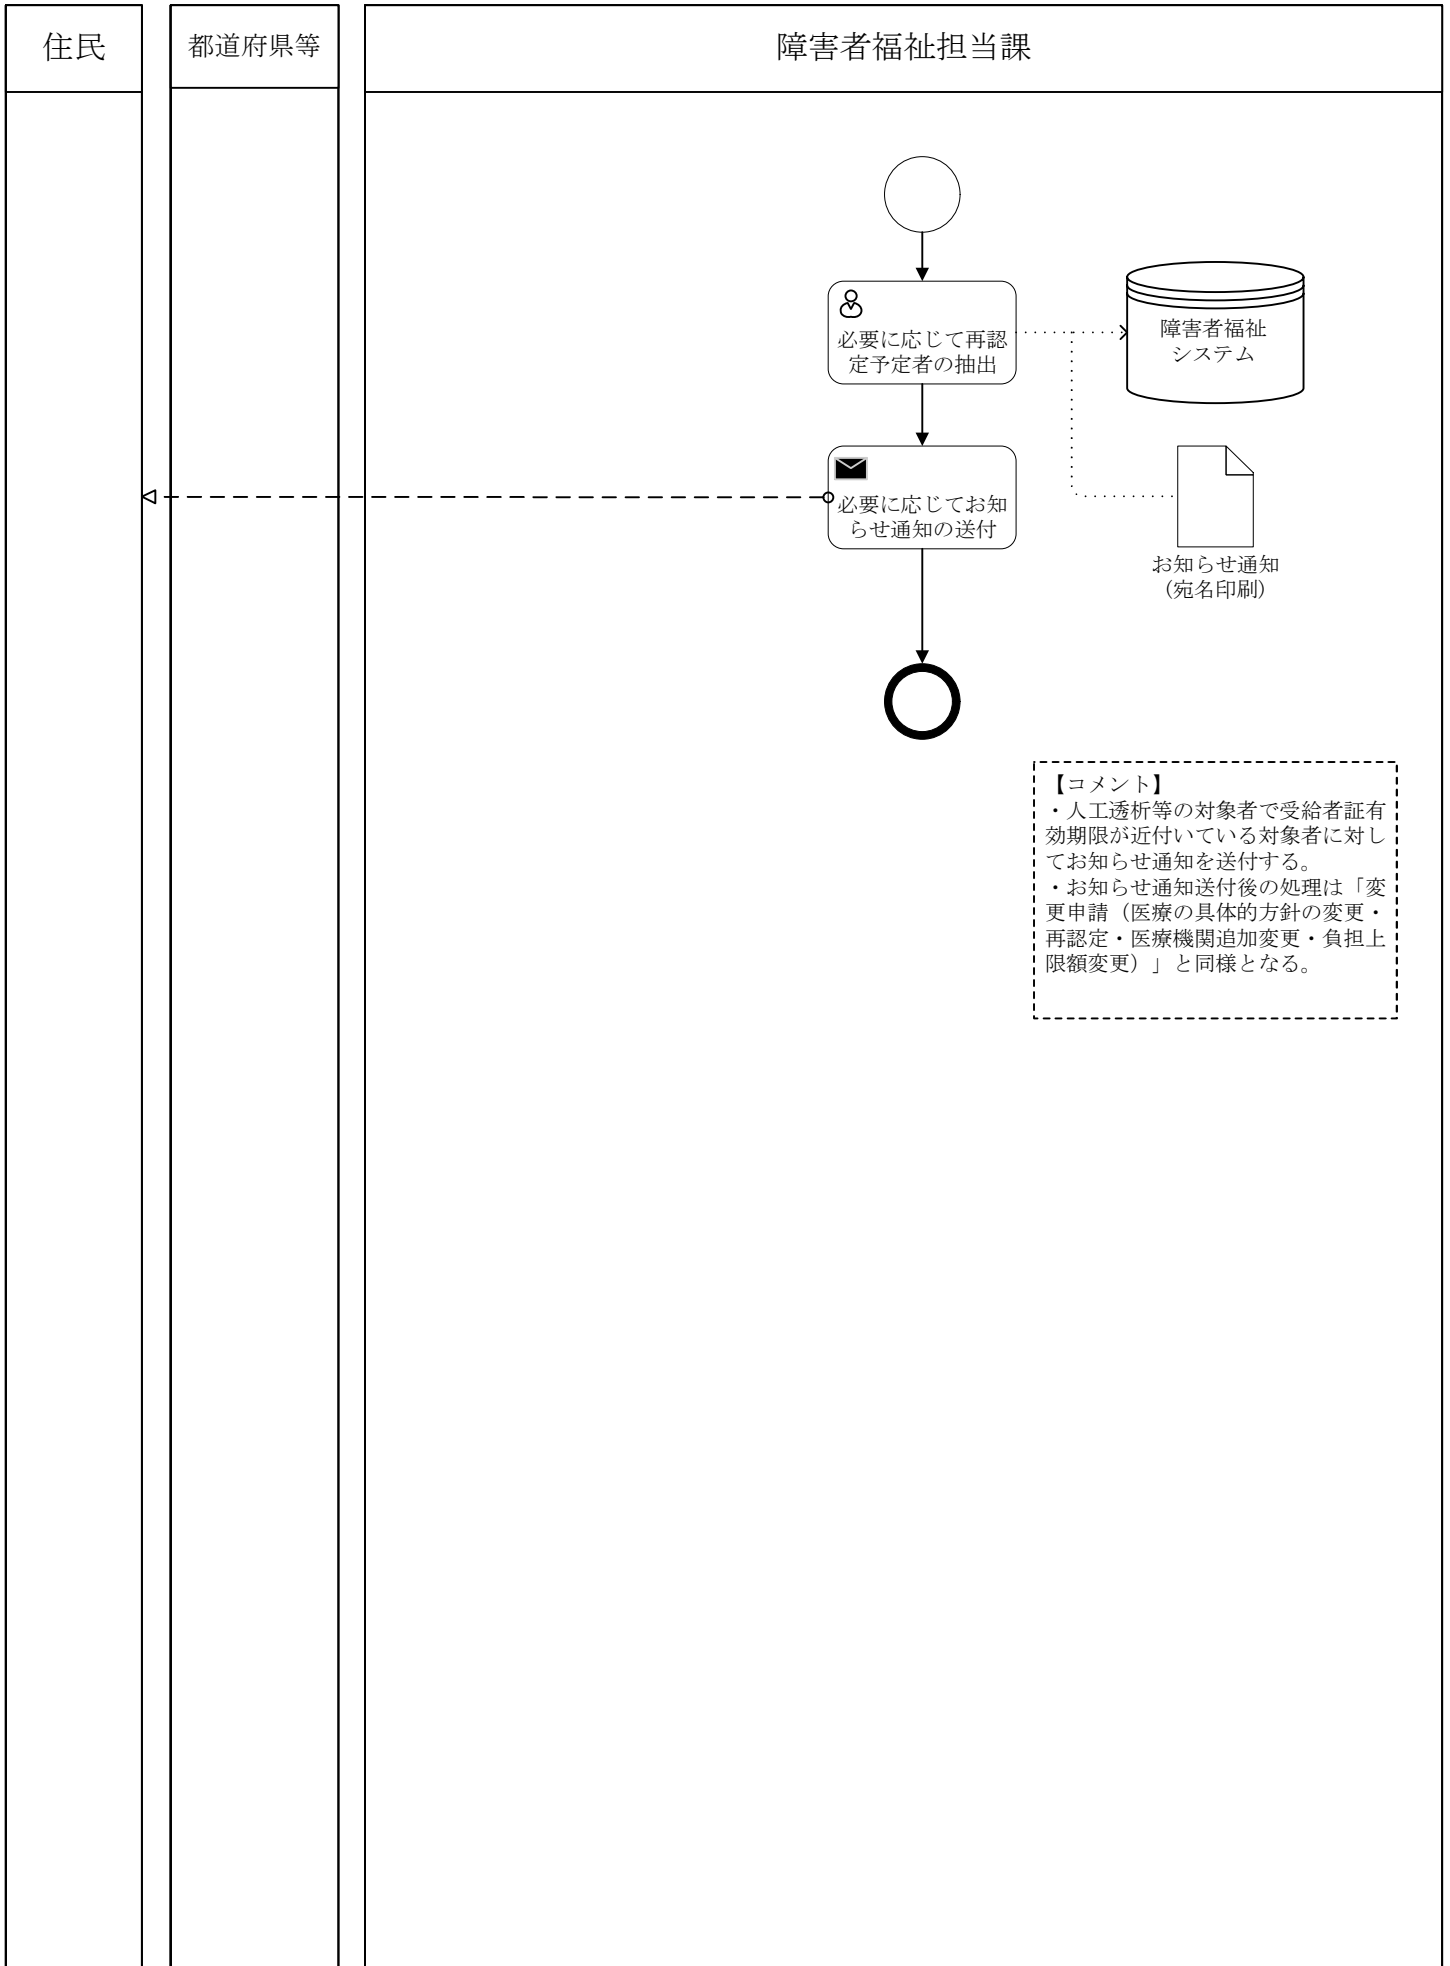 住民
都道府県等
障害者福祉担当課
必要に応じて再認
定予定者の抽出
障害者福祉
システム
必要に応じてお知
らせ通知の送付
お知らせ通知
（宛名印刷）
【コメント】
・人工透析等の対象者で受給者証有
効期限が近付いている対象者に対し
てお知らせ通知を送付する。
・お知らせ通知送付後の処理は「変
更申請（医療の具体的方針の変更・
再認定・医療機関追加変更・負担上
限額変更）」と同様となる。